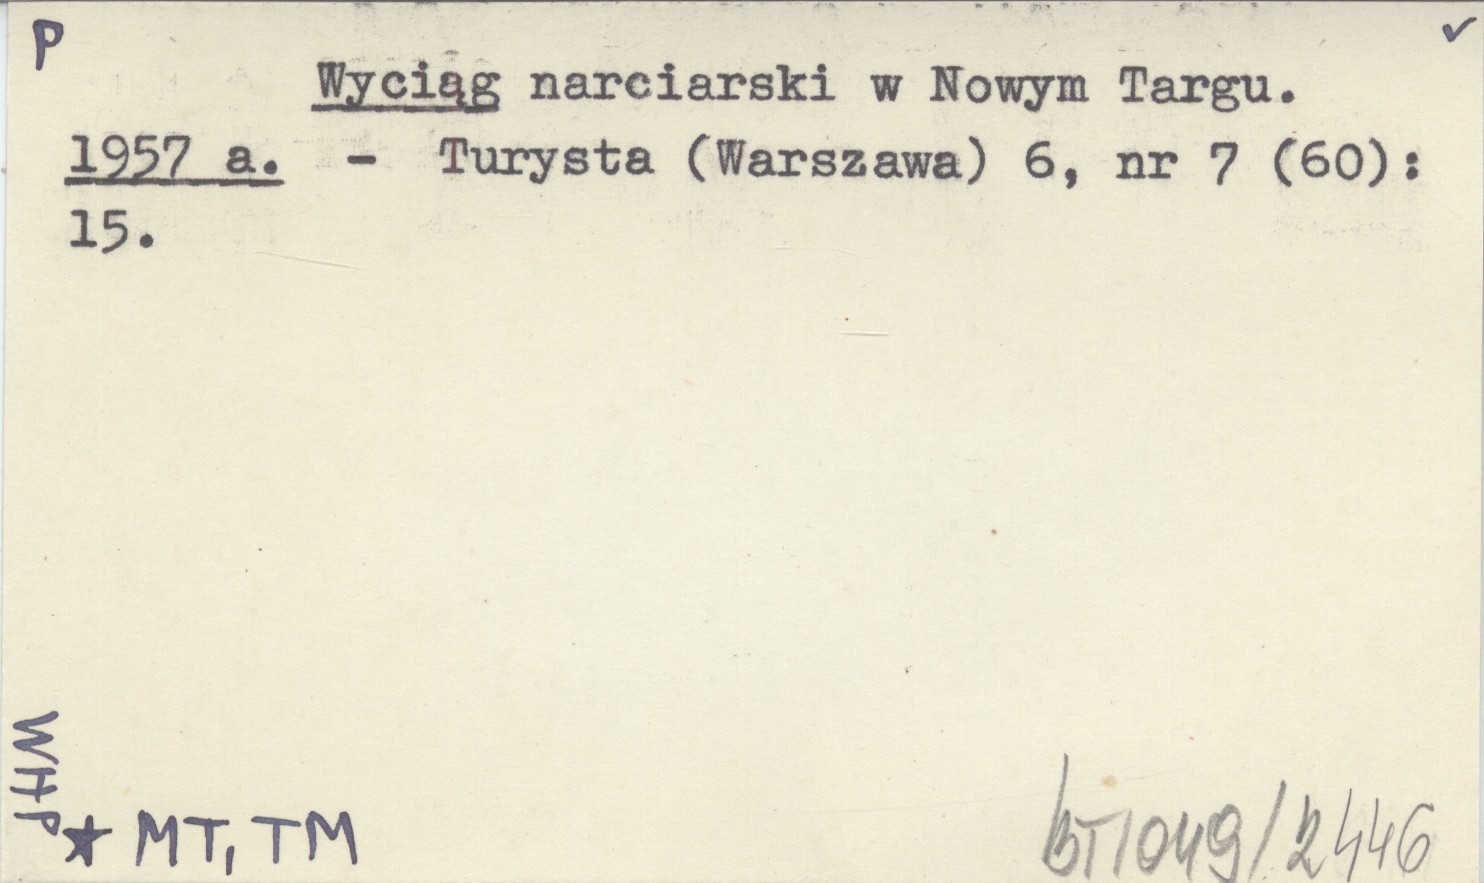 P ✓
Wyciąg narciarski w Nowym Targu.
1957 a. - Turysta (Warszawa) 6, nr 7 (60):
15.
WHP
★ MT, TM
BT1049/2446